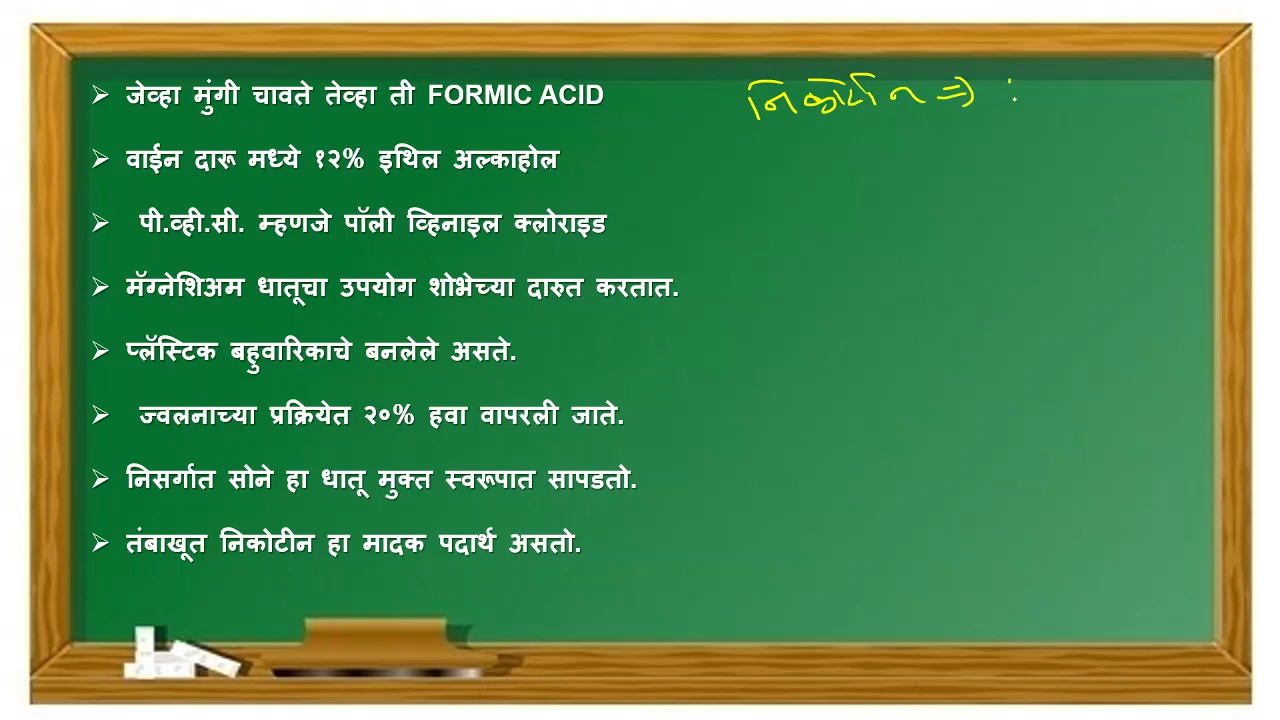 ➢ जेव्हा मुंगी चावते तेव्हा ती FORMIC ACID
निकोटीन ⇒ :
➢ वाईन दारू मध्ये १२% इथिल अल्काहोल
➢ पी.व्ही.सी. म्हणजे पॉली व्हिनाइल क्लोराइड
➢ मॅग्नेशिअम धातूचा उपयोग शोभेच्या दारुत करतात.
➢ प्लॅस्टिक बहुवारिकाचे बनलेले असते.
➢ ज्वलनाच्या प्रक्रियेत २०% हवा वापरली जाते.
➢ निसर्गात सोने हा धातू मुक्त स्वरूपात सापडतो.
➢ तंबाखूत निकोटीन हा मादक पदार्थ असतो.